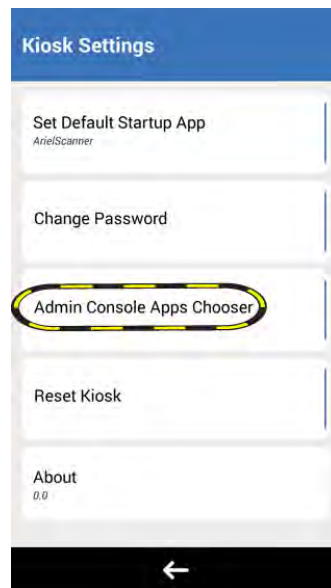 Kiosk Settings
Set Default Startup App
ArielScanner
Change Password
Admin Console Apps Chooser
Reset Kiosk
About
0.0